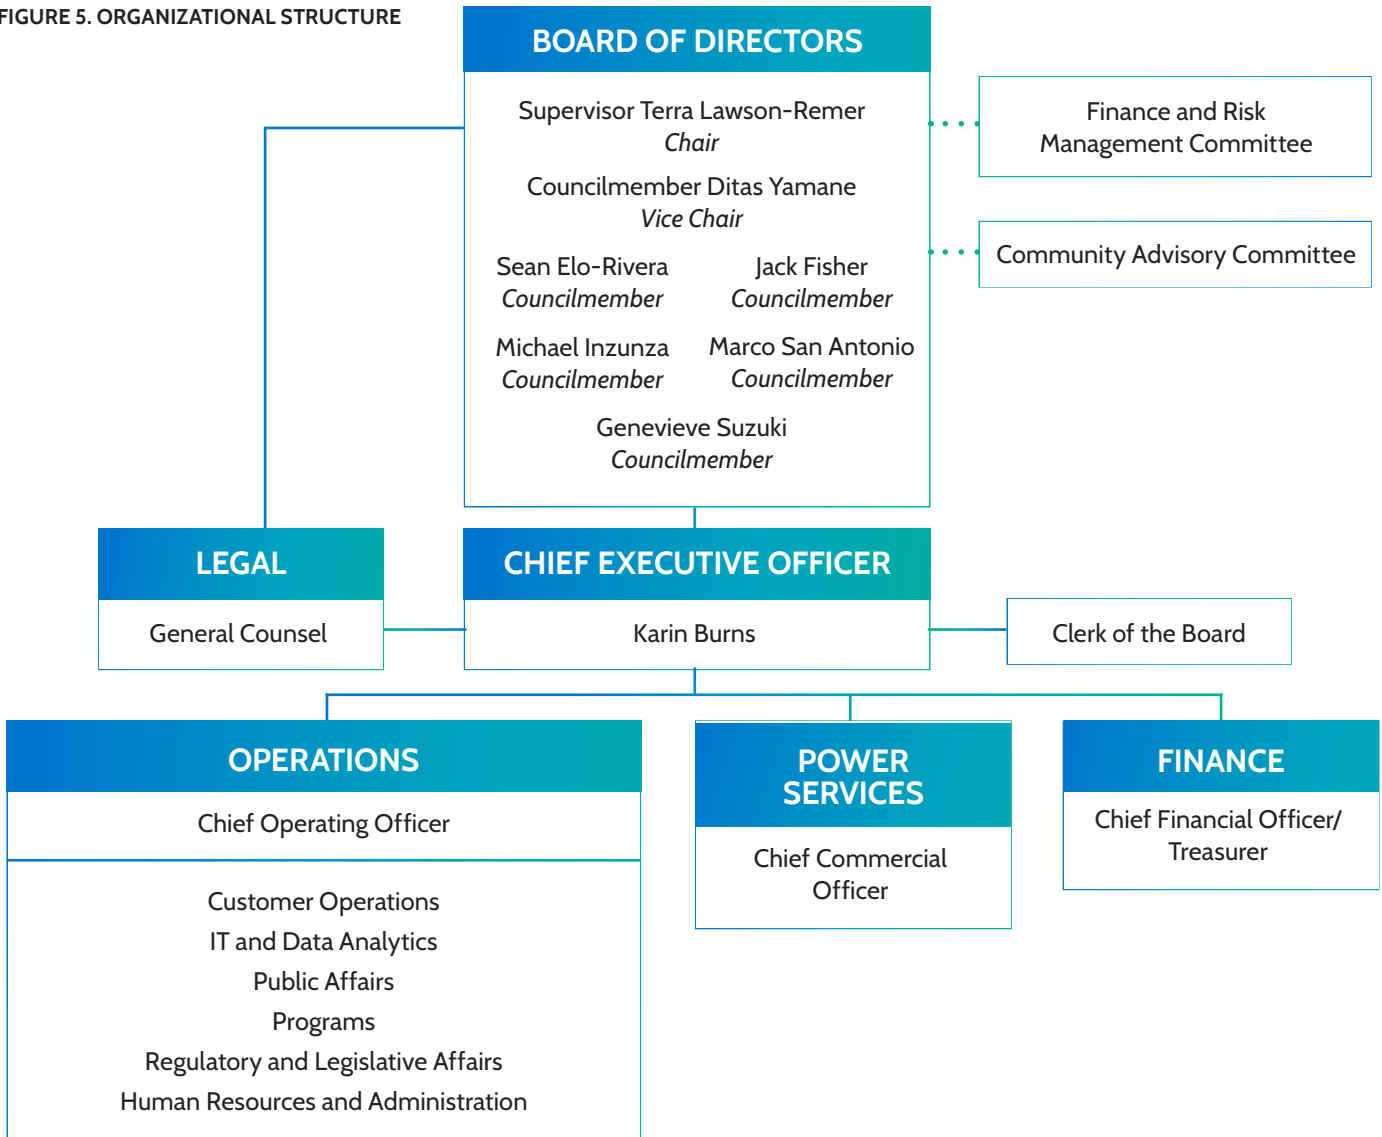 FIGURE 5. ORGANIZATIONAL STRUCTURE
BOARD OF DIRECTORS
Supervisor Terra Lawson-Remer
Chair
Councilmember Ditas Yamane
Vice Chair
Sean Elo-Rivera
Councilmember
Jack Fisher
Councilmember
Michael Inzunza
Councilmember
Marco San Antonio
Councilmember
Genevieve Suzuki
Councilmember
Finance and Risk
Management Committee
Community Advisory Committee
LEGAL
General Counsel
CHIEF EXECUTIVE OFFICER
Karin Burns
Clerk of the Board
OPERATIONS
Chief Operating Officer
Customer Operations
IT and Data Analytics
Public Affairs
Programs
Regulatory and Legislative Affairs
Human Resources and Administration
POWER
SERVICES
Chief Commercial
Officer
FINANCE
Chief Financial Officer/
Treasurer